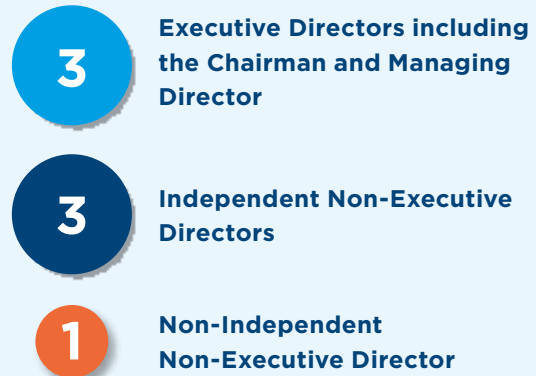 3
Executive Directors including
the Chairman and Managing
Director
3
Independent Non-Executive
Directors
1
Non-Independent
Non-Executive Director